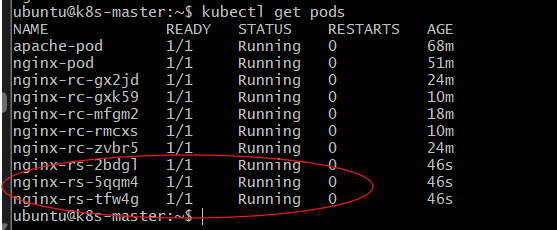 ubuntu@k8s-master:~$ kubectl get pods
NAME READY STATUS RESTARTS AGE
apache-pod 1/1 Running 0 68m
nginx-pod 1/1 Running 0 51m
nginx-rc-gx2jd 1/1 Running 0 24m
nginx-rc-gxk59 1/1 Running 0 10m
nginx-rc-mfgm2 1/1 Running 0 18m
nginx-rc-rmcxs 1/1 Running 0 10m
nginx-rc-zvbr5 1/1 Running 0 24m
nginx-rs-2bdgl 1/1 Running 0 46s
nginx-rs-5qqm4 1/1 Running 0 46s
nginx-rs-tfw4g 1/1 Running 0 46s
ubuntu@k8s-master:~$